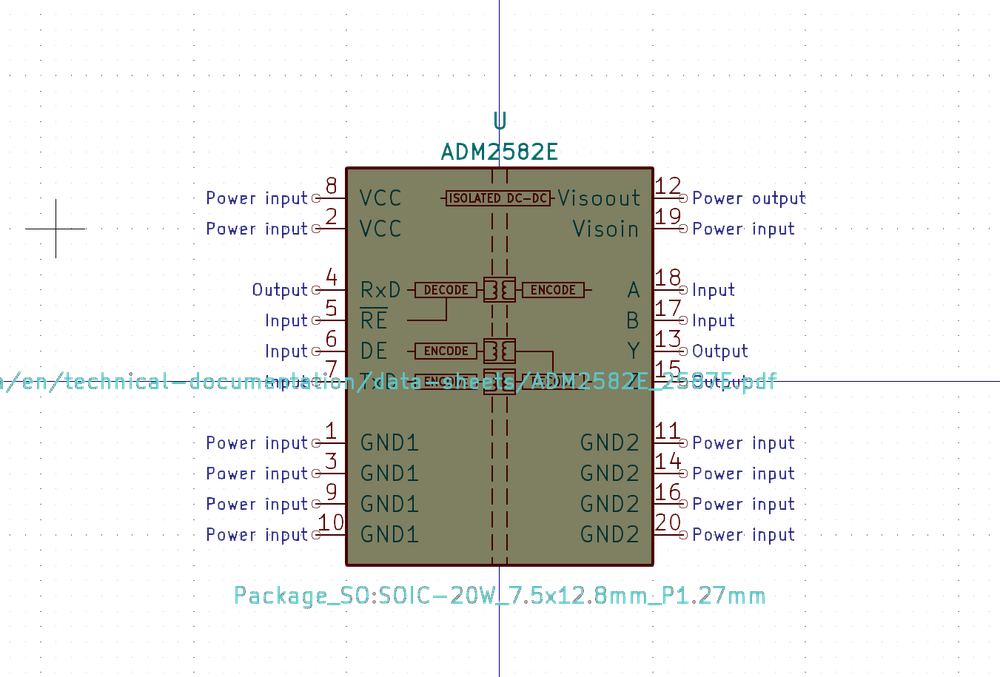 U
ADM2582E
Power input 8 VCC ISOLATED DC-DC Visoout 12 Power output
Power input 2 VCC Visoin 19 Power input
Output 4 RxD DECODE ENCODE A 18 Input
Input 5 RE B 17 Input
Input 6 DE ENCODE Y 13 Output
Input 7 TxD ENCODE Z 15 Output
/en/technical-documentation/data-sheets/ADM2582E_2587E.pdf
Power input 1 GND1 GND2 11 Power input
Power input 3 GND1 GND2 14 Power input
Power input 9 GND1 GND2 16 Power input
Power input 10 GND1 GND2 20 Power input
Package_SO:SOIC-20W_7.5x12.8mm_P1.27mm